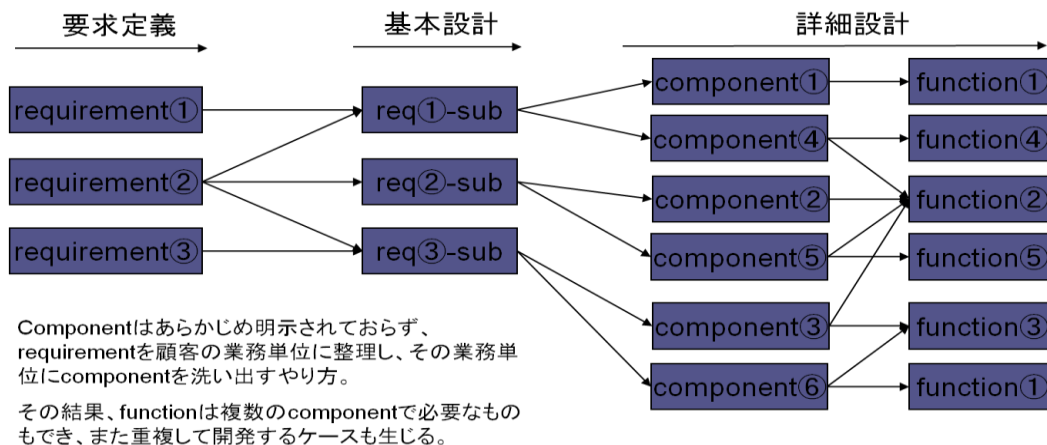 要求定義
基本設計
詳細設計
requirement①
req①-sub
component①
function①
component④
function④
requirement②
req②-sub
component②
function②
requirement③
req③-sub
component⑤
function⑤
component③
function③
component⑥
function①
Componentはあらかじめ明示されておらず、
requirementを顧客の業務単位に整理し、その業務単
位にcomponentを洗い出すやり方。
その結果、functionは複数のcomponentで必要なもの
もでき、また重複して開発するケースも生じる。